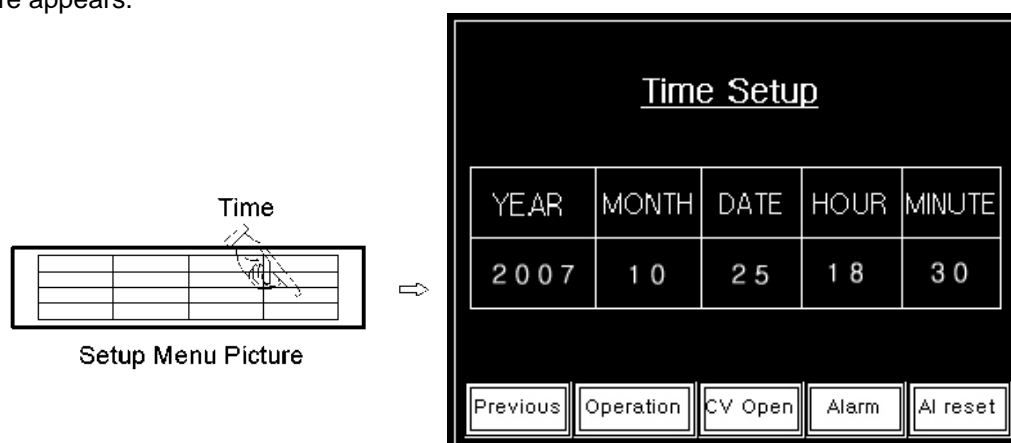 re appears.
Time
Setup Menu Picture
Time Setup
YEAR MONTH DATE HOUR MINUTE
2007 10 25 18 30
Previous Operation CV Open Alarm Al reset